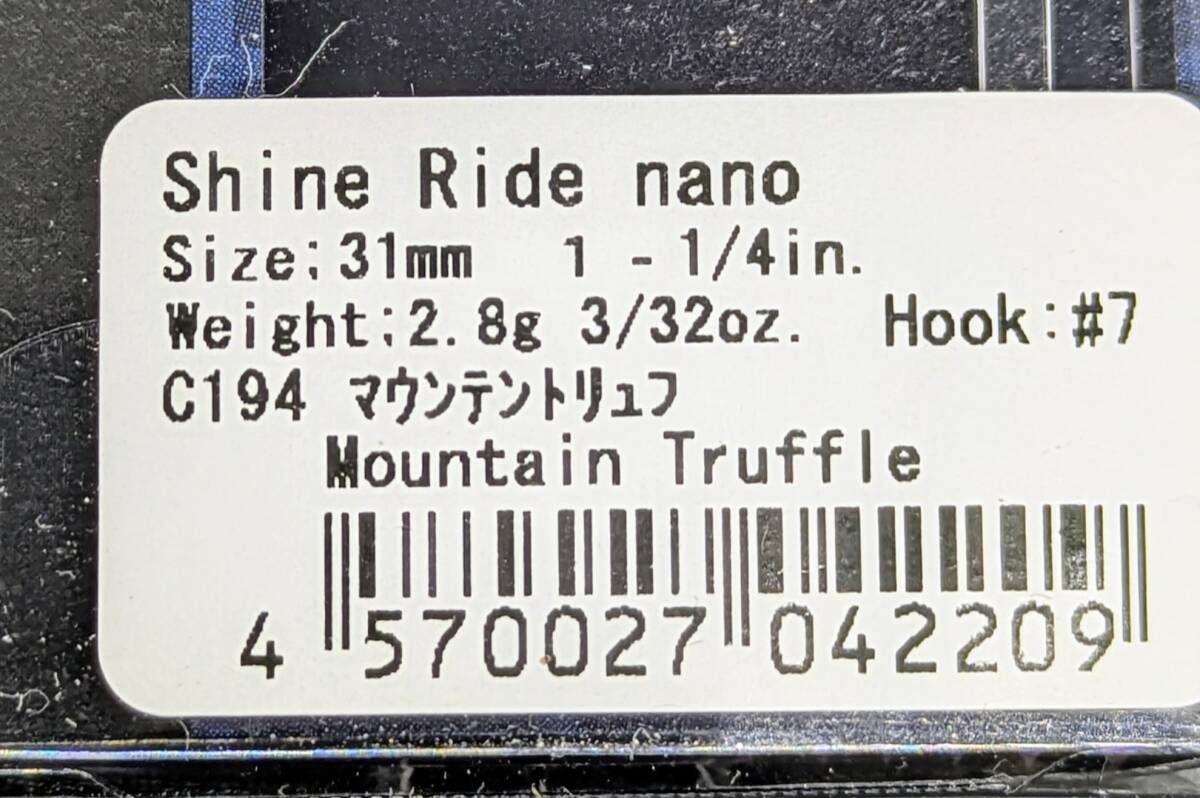 Shine Ride nano
Size:31mm 1 - 1/4in.
Weight:2.8g 3/32oz. Hook:#7
C194 マウンテントリュフ
Mountain Truffle
4 570027 042209